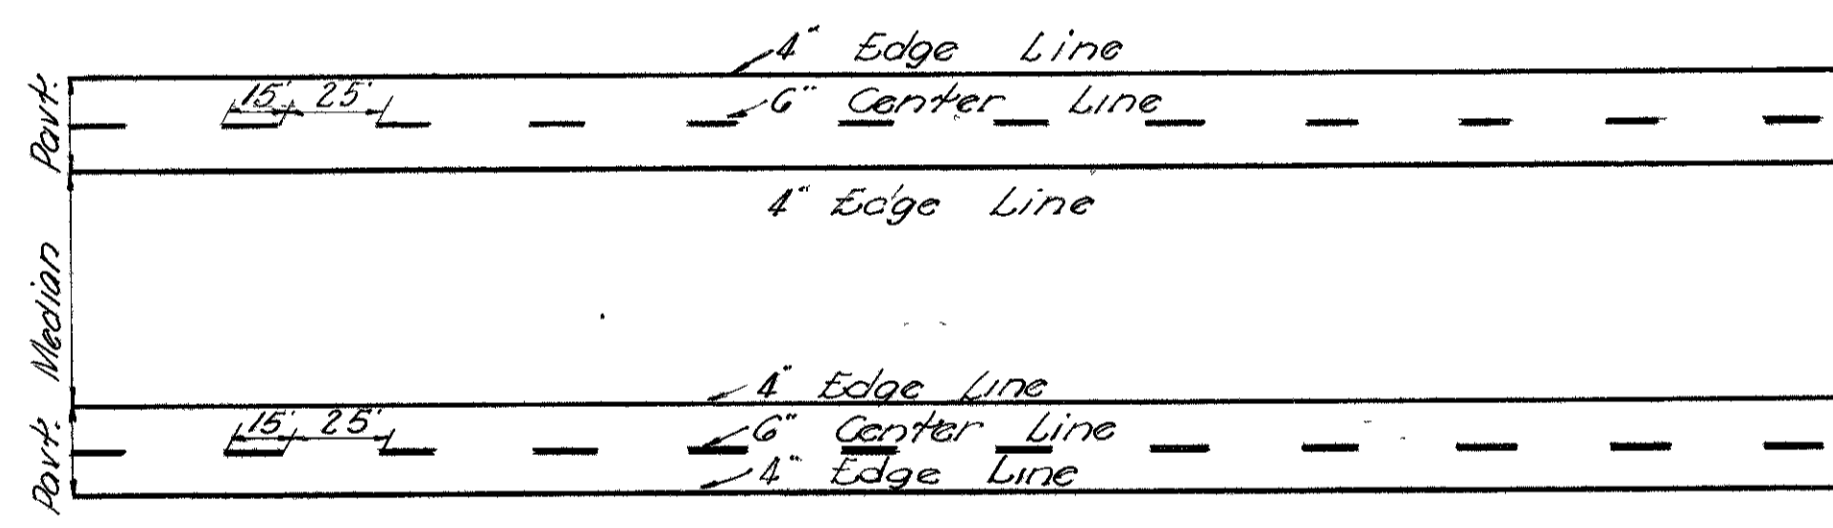 4" Edge Line
15' 25'
6" Center Line
Pavt.
4" Edge Line
Median
4" Edge Line
15' 25'
6" Center Line
Pavt.
4" Edge Line